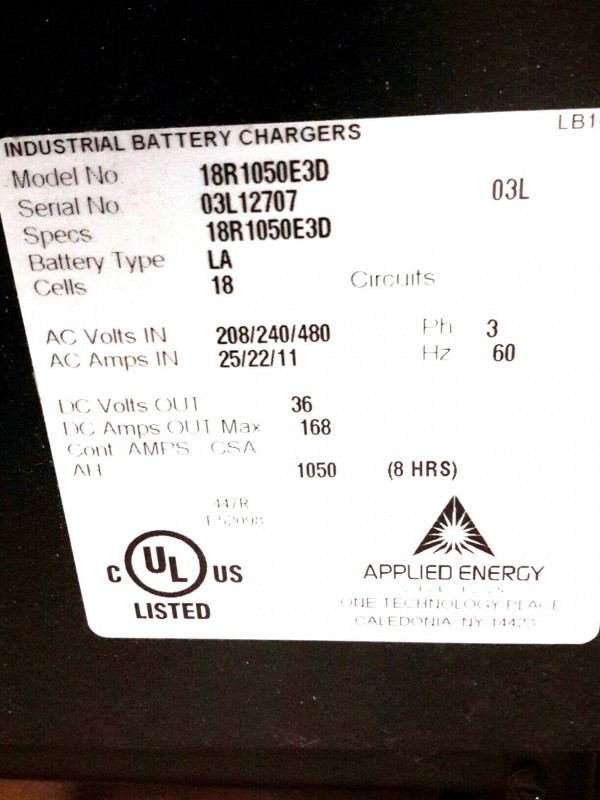 INDUSTRIAL BATTERY CHARGERS LB1
Model No 18R1050E3D
Serial No 03L12707 03L
Specs 18R1050E3D
Battery Type LA
Cells 18 Circuits
AC Volts IN 208/240/480 Ph 3
AC Amps IN 25/22/11 Hz 60
DC Volts OUT 36
DC Amps OUT Max 168
Cont AMPS - CSA
AH 1050 (8 HRS)
447R
E52098
C UL US
LISTED
APPLIED ENERGY
ONE TECHNOLOGY PLACE
CALEDONIA NY 14423